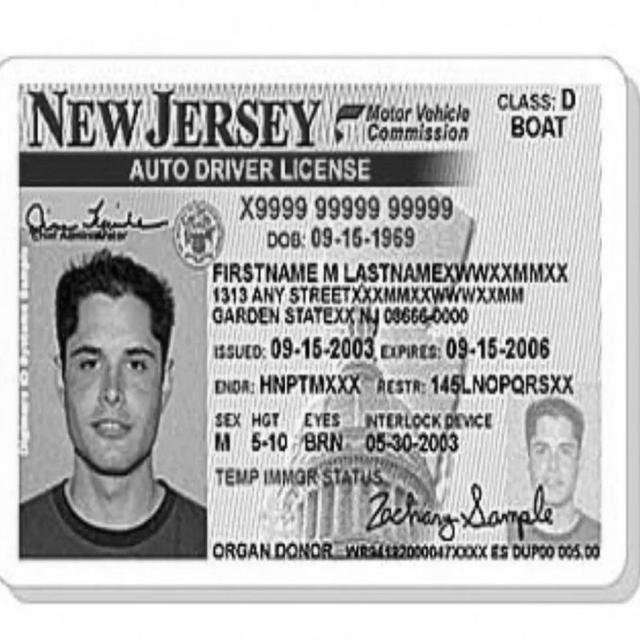 NEW JERSEY
Motor Vehicle
Commission
CLASS: D
BOAT
AUTO DRIVER LICENSE
X9999 99999 99999
DOB: 09-15-1969
Chief Administrator
FIRSTNAME M LASTNAMEXWWXXMMXX
1313 ANY STREETXXXMMXXWWWXXMM
GARDEN STATEXX NJ 08666-0000
ISSUED: 09-15-2003 EXPIRES: 09-15-2006
ENDR: HNPTMXXX RESTR: 145LNOPQRSXX
SEX HGT EYES INTERLOCK DEVICE
M 5-10 BRN 05-30-2003
TEMP IMMGR STATUS
Zachary Sample
ORGAN DONOR
ES DUP00 005.00